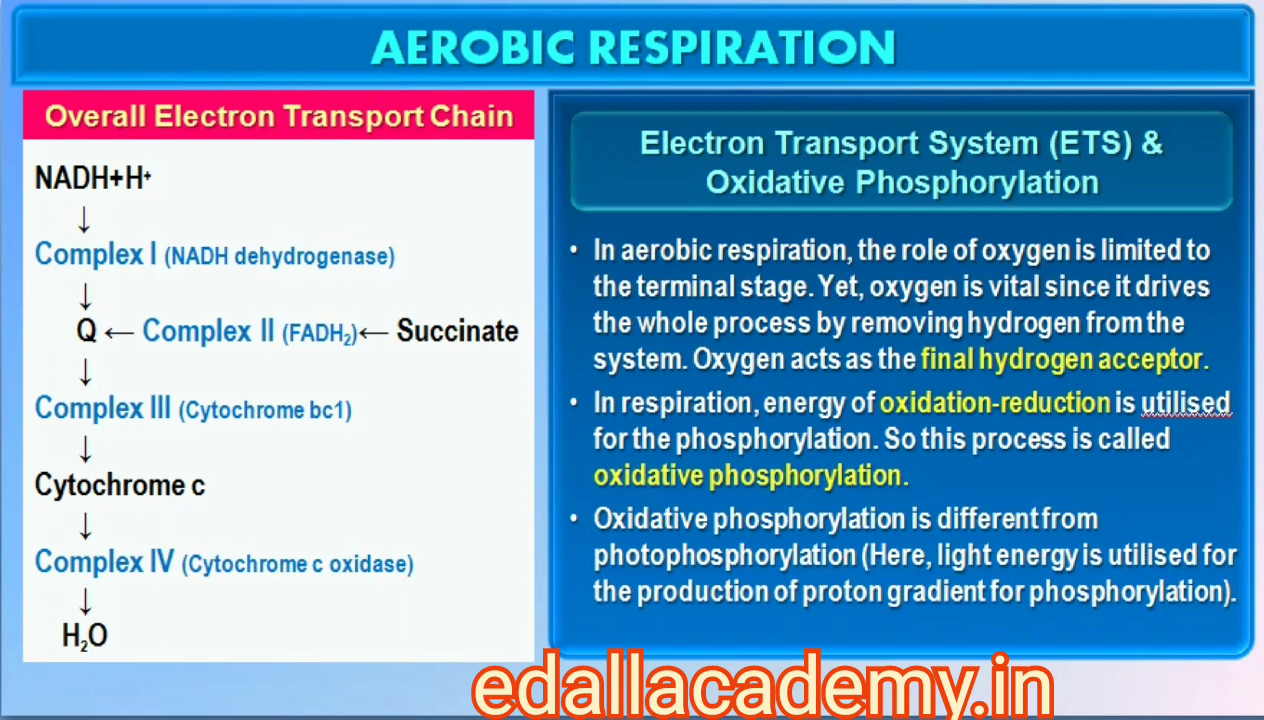 AEROBIC RESPIRATION
Overall Electron Transport Chain
NADH+H⁺
↓
Complex I (NADH dehydrogenase)
↓
Q ← Complex II (FADH₂)← Succinate
↓
Complex III (Cytochrome bc1)
↓
Cytochrome c
↓
Complex IV (Cytochrome c oxidase)
↓
H₂O
Electron Transport System (ETS) &
Oxidative Phosphorylation
• In aerobic respiration, the role of oxygen is limited to
the terminal stage. Yet, oxygen is vital since it drives
the whole process by removing hydrogen from the
system. Oxygen acts as the final hydrogen acceptor.
• In respiration, energy of oxidation-reduction is utilised
for the phosphorylation. So this process is called
oxidative phosphorylation.
• Oxidative phosphorylation is different from
photophosphorylation (Here, light energy is utilised for
the production of proton gradient for phosphorylation).
edallacademy.in